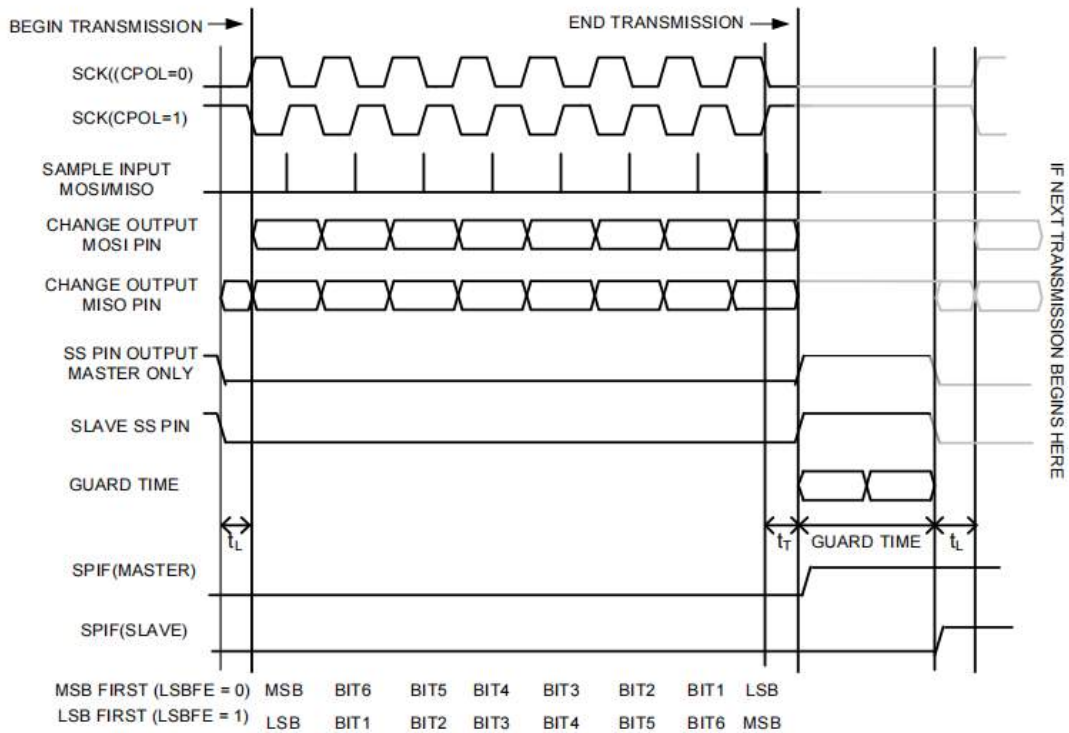 BEGIN TRANSMISSION
END TRANSMISSION
SCK((CPOL=0)
SCK(CPOL=1)
SAMPLE INPUT
MOSI/MISO
CHANGE OUTPUT
MOSI PIN
CHANGE OUTPUT
MISO PIN
SS PIN OUTPUT
MASTER ONLY
SLAVE SS PIN
GUARD TIME
tL
tT
GUARD TIME
tL
SPIF(MASTER)
SPIF(SLAVE)
MSB FIRST (LSBFE = 0) MSB BIT6 BIT5 BIT4 BIT3 BIT2 BIT1 LSB
LSB FIRST (LSBFE = 1) LSB BIT1 BIT2 BIT3 BIT4 BIT5 BIT6 MSB
IF NEXT TRANSMISSION BEGINS HERE